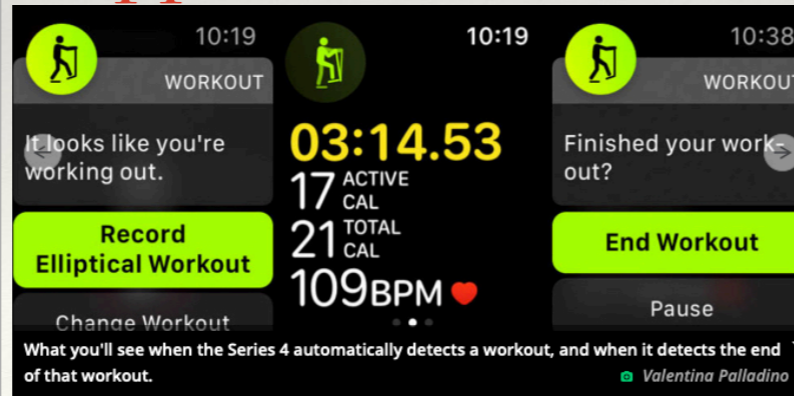 10:19
WORKOUT
It looks like you're
working out.
Record
Elliptical Workout
Change Workout
10:19
03:14.53
17 ACTIVE
CAL
21 TOTAL
CAL
109BPM
10:38
WORKOUT
Finished your work-
out?
End Workout
Pause
What you'll see when the Series 4 automatically detects a workout, and when it detects the end
of that workout.
Valentina Palladino